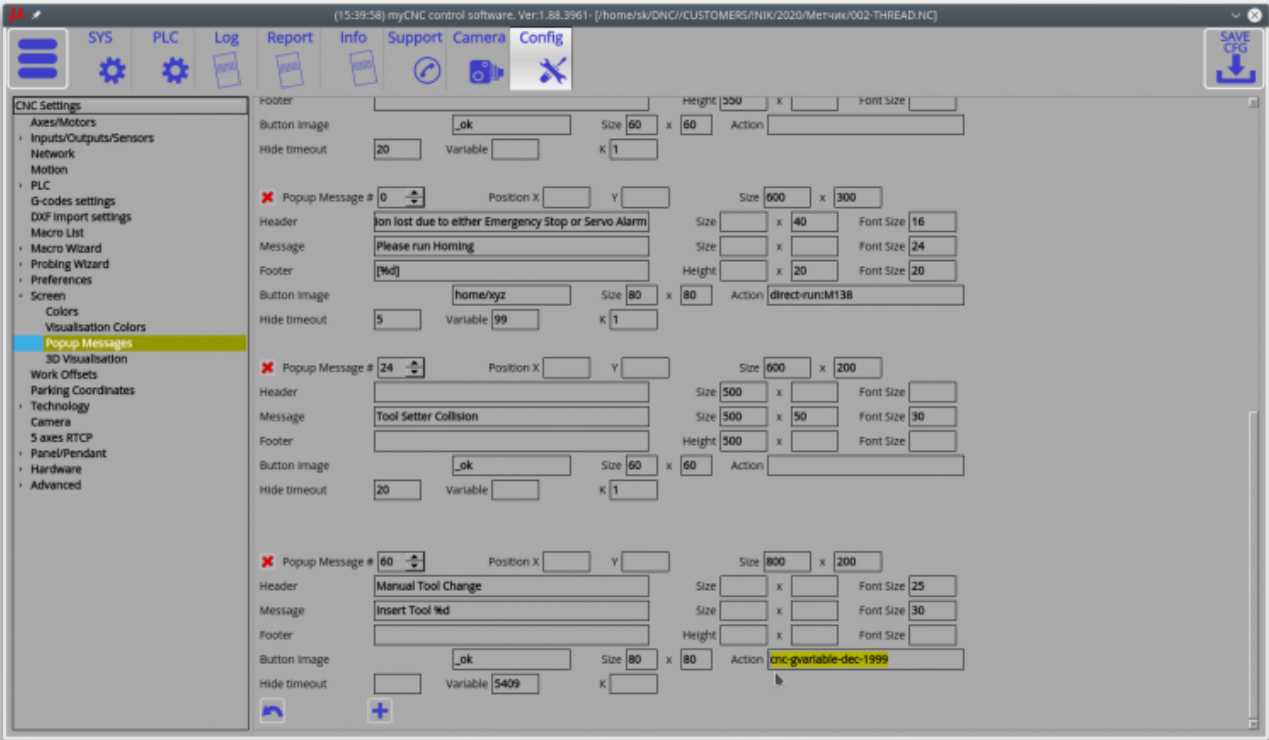 (15:39:58) myCNC control software. Ver:1.88.3961- [/home/sk/DNC//CUSTOMERS/!NIK/2020/Метчик/002-THREAD.NC]
SYS PLC Log Report Info Support Camera Config SAVE CFG
CNC Settings
Axes/Motors
Inputs/Outputs/Sensors
Network
Motion
PLC
G-codes settings
DXF import settings
Macro List
Macro Wizard
Probing Wizard
Preferences
Screen
Colors
Visualisation Colors
Popup Messages
3D Visualisation
Work Offsets
Parking Coordinates
Technology
Camera
5 axes RTCP
Panel/Pendant
Hardware
Advanced
Footer Height 550 x Font Size
Button Image _ok Size 60 x 60 Action
Hide timeout 20 Variable K 1
Popup Message # 0 Position X Y Size 600 x 300
Header ion lost due to either Emergency Stop or Servo Alarm Size x 40 Font Size 16
Message Please run Homing Size x Font Size 24
Footer [%d] Height x 20 Font Size 20
Button Image home/xyz Size 80 x 80 Action direct-run:M138
Hide timeout 5 Variable 99 K 1
Popup Message # 24 Position X Y Size 600 x 200
Header Size 500 x Font Size
Message Tool Setter Collision Size 500 x 50 Font Size 30
Footer Height 500 x Font Size
Button Image _ok Size 60 x 60 Action
Hide timeout 20 Variable K 1
Popup Message # 60 Position X Y Size 800 x 200
Header Manual Tool Change Size x Font Size 25
Message Insert Tool %d Size x Font Size 30
Footer Height x Font Size
Button Image _ok Size 80 x 80 Action cnc-gvariable-dec-1999
Hide timeout Variable 5409 K